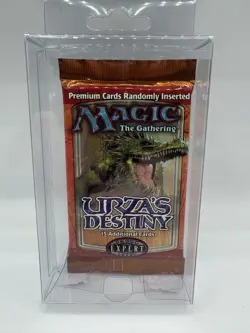 Premium Cards Randomly Inserted
MAGIC
The Gathering
URZA'S
DESTINY
15 Additional Cards
EXPERT